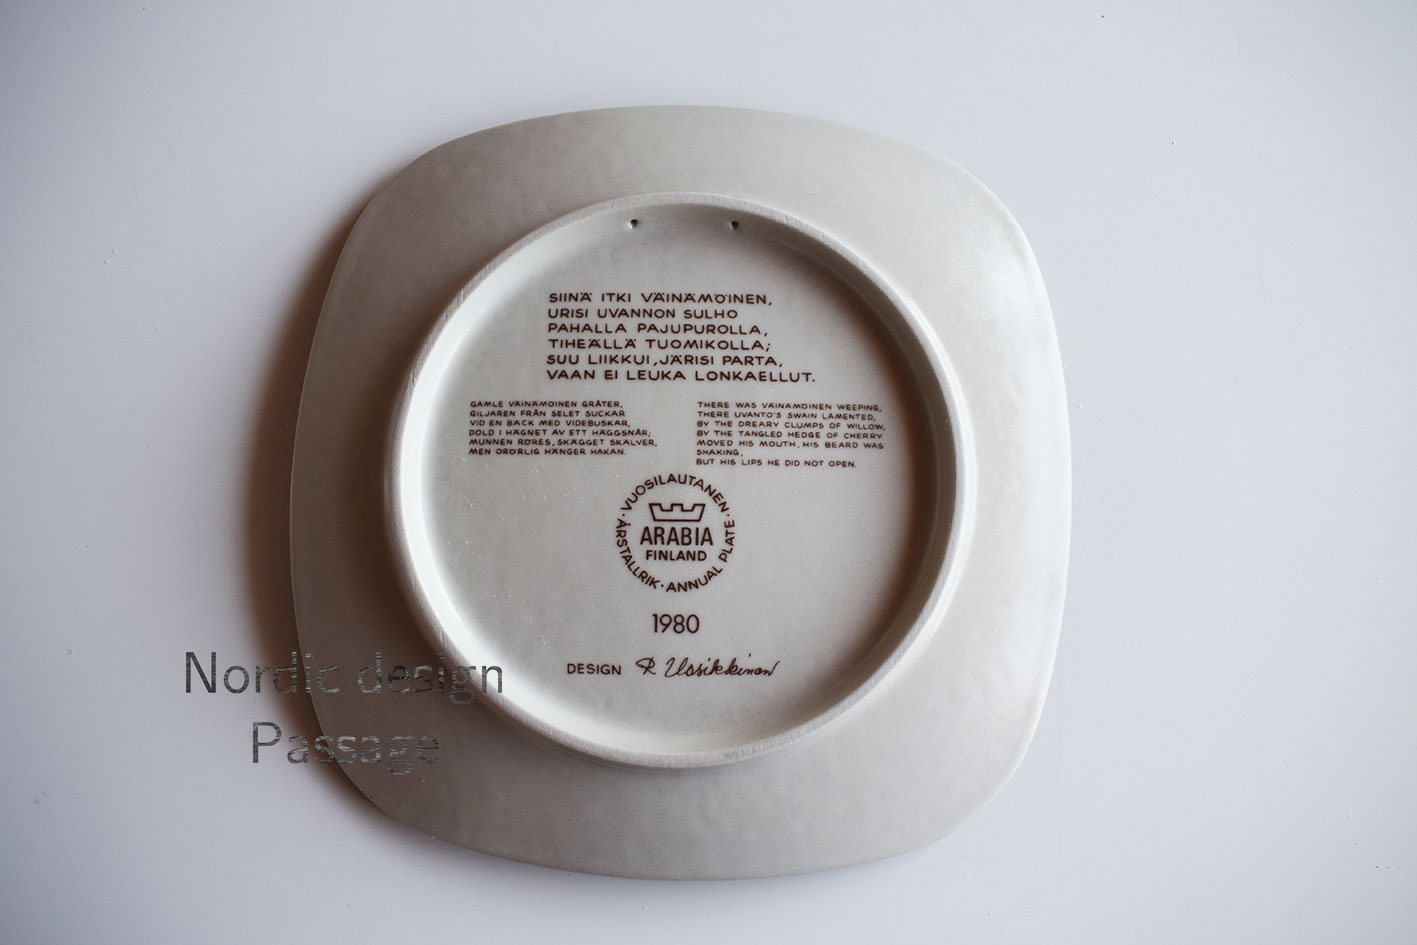 SIINÄ ITKI VÄINÄMÖINEN,
URISI UVANNON SULHO
PAHALLA PAJUPUROLLA,
TIHEÄLLÄ TUOMIKOLLA;
SUU LIIKKUI, JÄRISI PARTA,
VAAN EI LEUKA LONKAELLUT.
GAMLE VÄINÄMÖINEN GRÅTER,
GILJAREN FRÅN SELET SUCKAR
VID EN BÄCK MED VIDEBUSKAR,
DOLD I HÄGNET AV ETT HÄGGSNÅR;
MUNNEN RÖRES, SKÄGGET SKÄLVER,
MEN ORÖRLIG HÄNGER HAKAN.
THERE WAS VÄINÄMÖINEN WEEPING,
THERE UVANTO'S SWAIN LAMENTED,
BY THE DREARY CLUMPS OF WILLOW,
BY THE TANGLED HEDGE OF CHERRY
MOVED HIS MOUTH, HIS BEARD WAS
SHAKING,
BUT HIS LIPS HE DID NOT OPEN.
· VUOSILAUTANEN ·
ARABIA
FINLAND
ÅRSTALLRIK · ANNUAL PLATE
1980
DESIGN R Uosikkinen
Nordic design
Passage